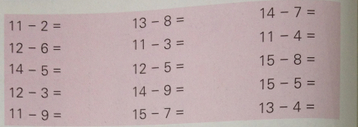 11 - 2 =
12 - 6 =
14 - 5 =
12 - 3 =
11 - 9 =
13 - 8 =
11 - 3 =
12 - 5 =
14 - 9 =
15 - 7 =
14 - 7 =
11 - 4 =
15 - 8 =
15 - 5 =
13 - 4 =